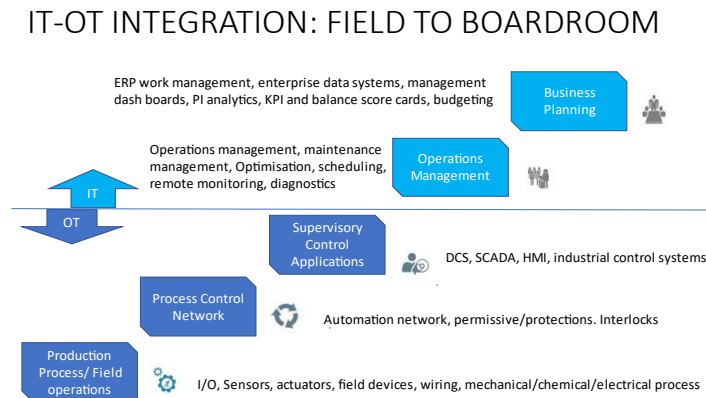 IT-OT INTEGRATION: FIELD TO BOARDROOM
ERP work management, enterprise data systems, management
dash boards, PI analytics, KPI and balance score cards, budgeting
Business
Planning
Operations management, maintenance
management, Optimisation, scheduling,
remote monitoring, diagnostics
Operations
Management
IT
OT
Supervisory
Control
Applications
DCS, SCADA, HMI, industrial control systems
Process Control
Network
Automation network, permissive/protections. Interlocks
Production
Process/ Field
operations
I/O, Sensors, actuators, field devices, wiring, mechanical/chemical/electrical process